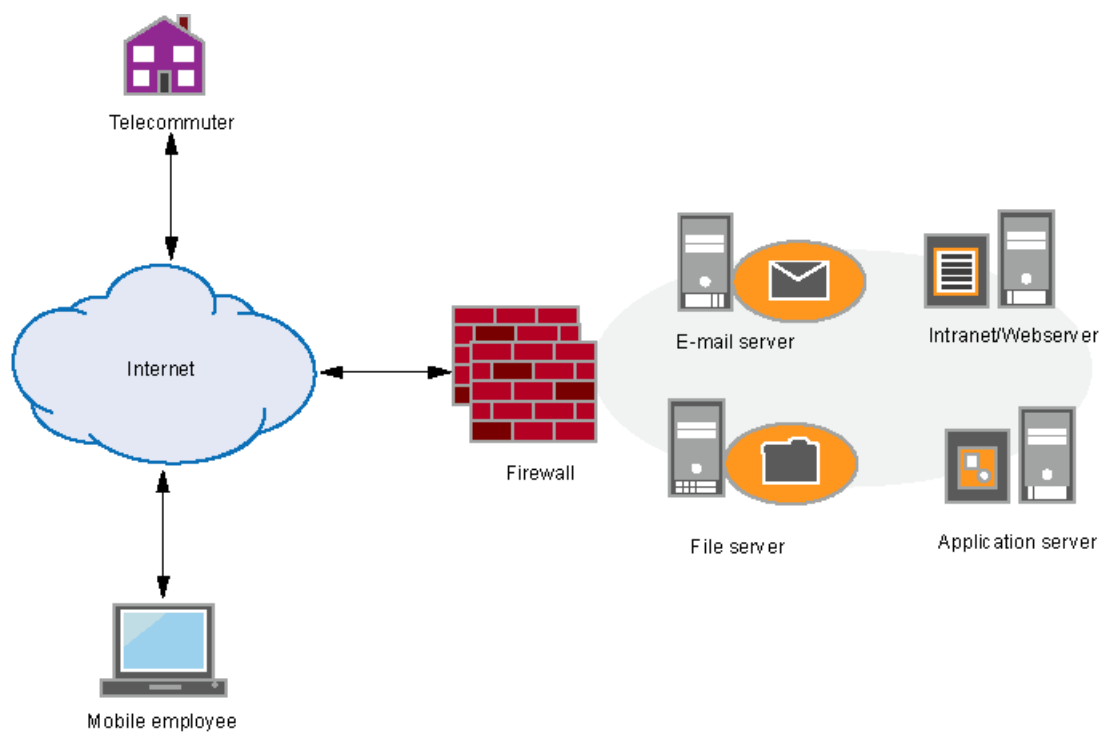 Telecommuter
Internet
Firewall
E-mail server
Intranet/Webserver
File server
Application server
Mobile employee